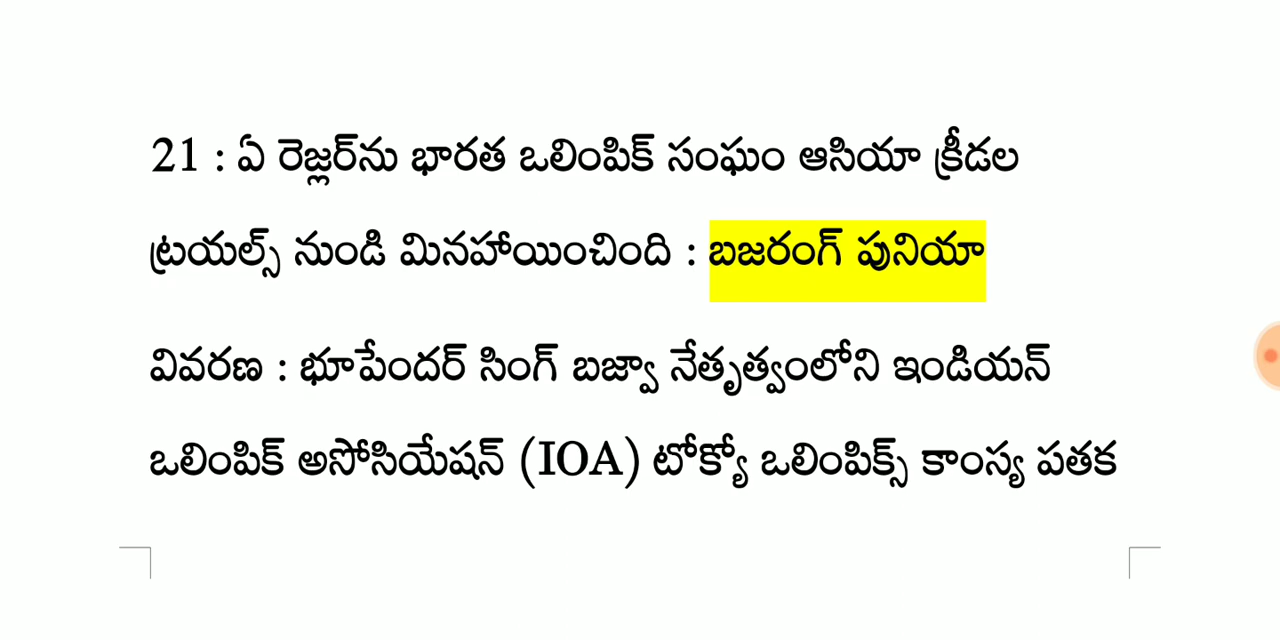 21 : ఏ రెజ్లర్‌ను భారత ఒలింపిక్ సంఘం ఆసియా క్రీడల
ట్రయల్స్ నుండి మినహాయించింది : బజరంగ్ పునియా
వివరణ : భూపేందర్ సింగ్ బజ్వా నేతృత్వంలోని ఇండియన్
ఒలింపిక్ అసోసియేషన్ (IOA) టోక్యో ఒలింపిక్స్ కాంస్య పతక